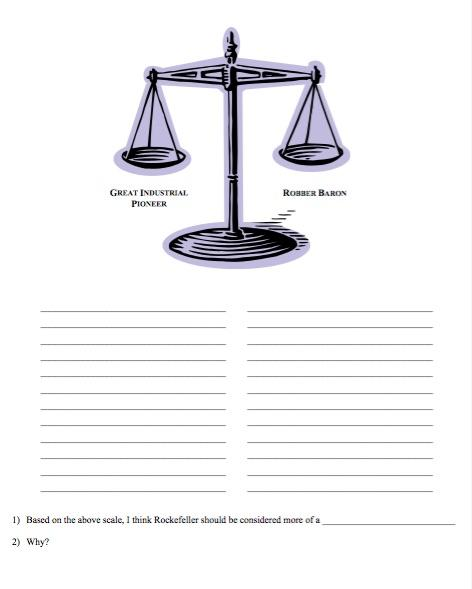 GREAT INDUSTRIAL
PIONEER
ROBBER BARON
1) Based on the above scale, I think Rockefeller should be considered more of a
2) Why?